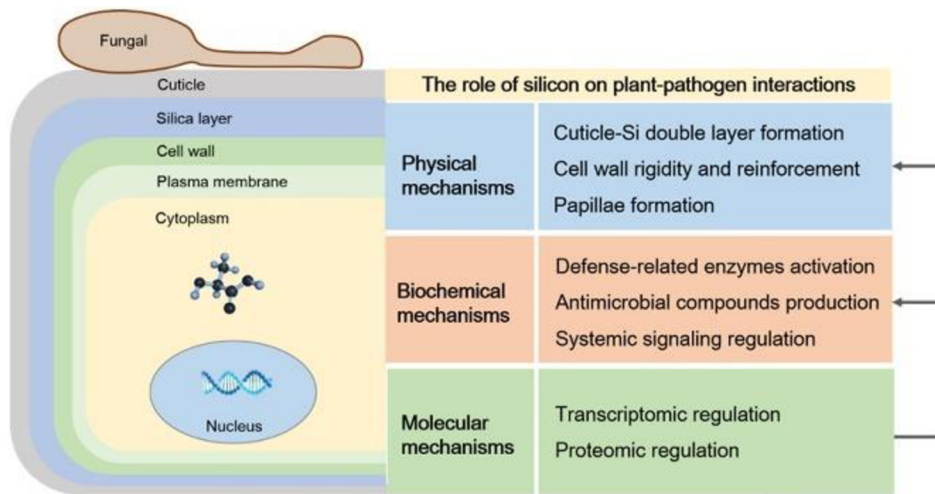 Fungal
Cuticle
Silica layer
Cell wall
Plasma membrane
Cytoplasm
Nucleus
The role of silicon on plant-pathogen interactions
Physical
mechanisms
Cuticle-Si double layer formation
Cell wall rigidity and reinforcement
Papillae formation
Biochemical
mechanisms
Defense-related enzymes activation
Antimicrobial compounds production
Systemic signaling regulation
Molecular
mechanisms
Transcriptomic regulation
Proteomic regulation